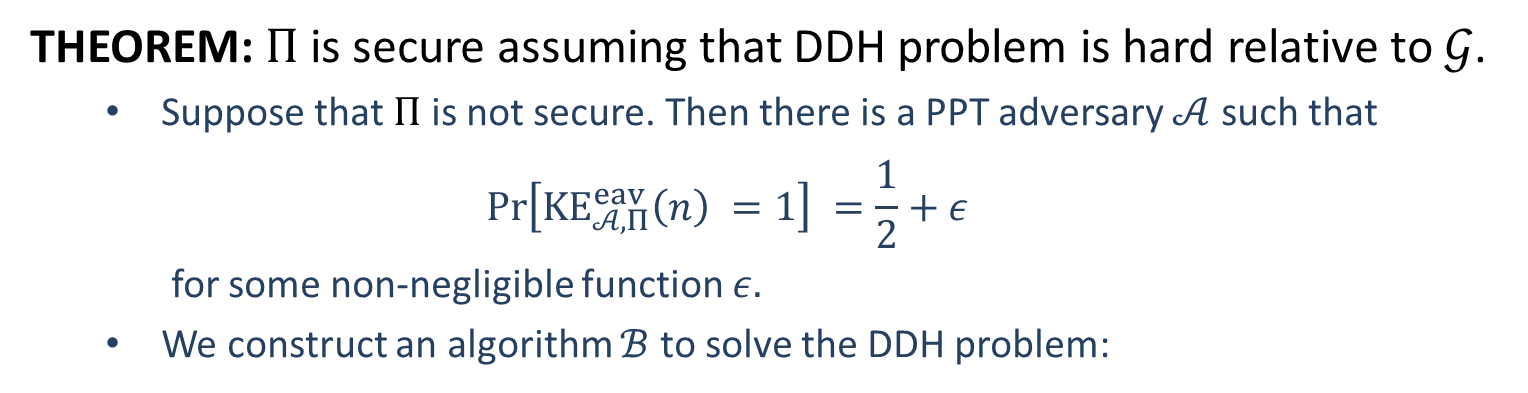 THEOREM: Π is secure assuming that DDH problem is hard relative to 𝒢.
• Suppose that Π is not secure. Then there is a PPT adversary 𝒜 such that
Pr[KE^{eav}_{𝒜,Π}(n) = 1] = 1/2 + ϵ
for some non-negligible function ϵ.
• We construct an algorithm ℬ to solve the DDH problem: